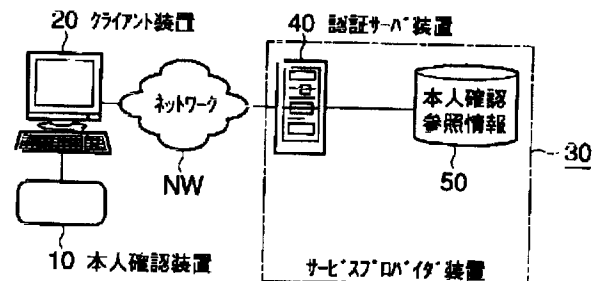 20 クライアント装置
40 認証サーバ装置
ネットワーク
本人確認
参照情報
NW
50
30
10 本人確認装置
サービスプロバイダ装置